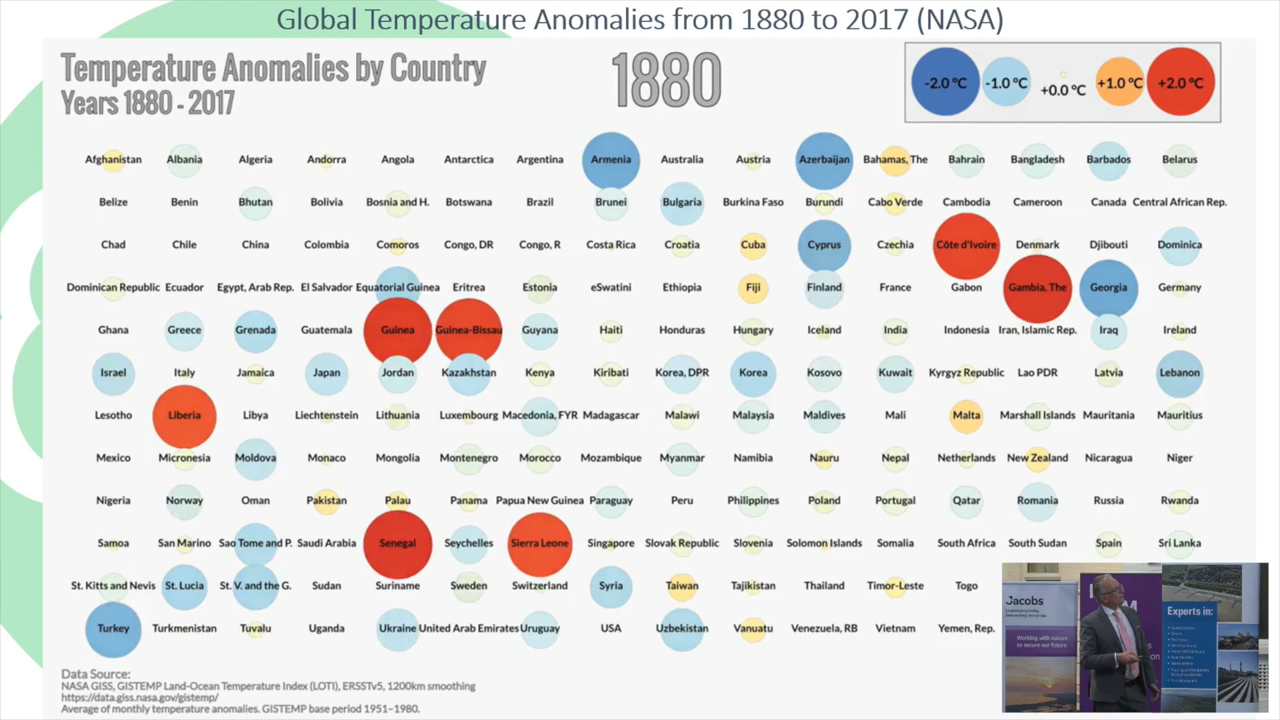 Global Temperature Anomalies from 1880 to 2017 (NASA)
Temperature Anomalies by Country
Years 1880 - 2017
1880
-2.0 °C -1.0 °C +0.0 °C +1.0 °C +2.0 °C
Afghanistan Albania Algeria Andorra Angola Antarctica Argentina Armenia Australia Austria Azerbaijan Bahamas, The Bahrain Bangladesh Barbados Belarus
Belize Benin Bhutan Bolivia Bosnia and H. Botswana Brazil Brunei Bulgaria Burkina Faso Burundi Cabo Verde Cambodia Cameroon Canada Central African Rep.
Chad Chile China Colombia Comoros Congo, DR Congo, R Costa Rica Croatia Cuba Cyprus Czechia Côte d'Ivoire Denmark Djibouti Dominica
Dominican Republic Ecuador Egypt, Arab Rep. El Salvador Equatorial Guinea Eritrea Estonia eSwatini Ethiopia Fiji Finland France Gabon Gambia, The Georgia Germany
Ghana Greece Grenada Guatemala Guinea Guinea-Bissau Guyana Haiti Honduras Hungary Iceland India Indonesia Iran, Islamic Rep. Iraq Ireland
Israel Italy Jamaica Japan Jordan Kazakhstan Kenya Kiribati Korea, DPR Korea Kosovo Kuwait Kyrgyz Republic Lao PDR Latvia Lebanon
Lesotho Liberia Libya Liechtenstein Lithuania Luxembourg Macedonia, FYR Madagascar Malawi Malaysia Maldives Mali Malta Marshall Islands Mauritania Mauritius
Mexico Micronesia Moldova Monaco Mongolia Montenegro Morocco Mozambique Myanmar Namibia Nauru Nepal Netherlands New Zealand Nicaragua Niger
Nigeria Norway Oman Pakistan Palau Panama Papua New Guinea Paraguay Peru Philippines Poland Portugal Qatar Romania Russia Rwanda
Samoa San Marino Sao Tome and P. Saudi Arabia Senegal Seychelles Sierra Leone Singapore Slovak Republic Slovenia Solomon Islands Somalia South Africa South Sudan Spain Sri Lanka
St. Kitts and Nevis St. Lucia St. V. and the G. Sudan Suriname Sweden Switzerland Syria Taiwan Tajikistan Thailand Timor-Leste Togo
Turkey Turkmenistan Tuvalu Uganda Ukraine United Arab Emirates Uruguay USA Uzbekistan Vanuatu Venezuela, RB Vietnam Yemen, Rep.
Data Source:
NASA GISS, GISTEMP Land-Ocean Temperature Index (LOTI), ERSSTv5, 1200km smoothing
https://data.giss.nasa.gov/gistemp/
Average of monthly temperature anomalies. GISTEMP base period 1951-1980.
Jacobs
Working with nature
to secure our future
Experts in: